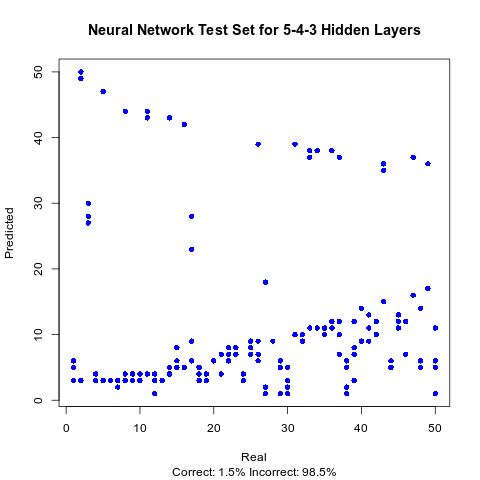 Neural Network Test Set for 5-4-3 Hidden Layers
Predicted
50
40
30
20
10
0
0 10 20 30 40 50
Real
Correct: 1.5% Incorrect: 98.5%